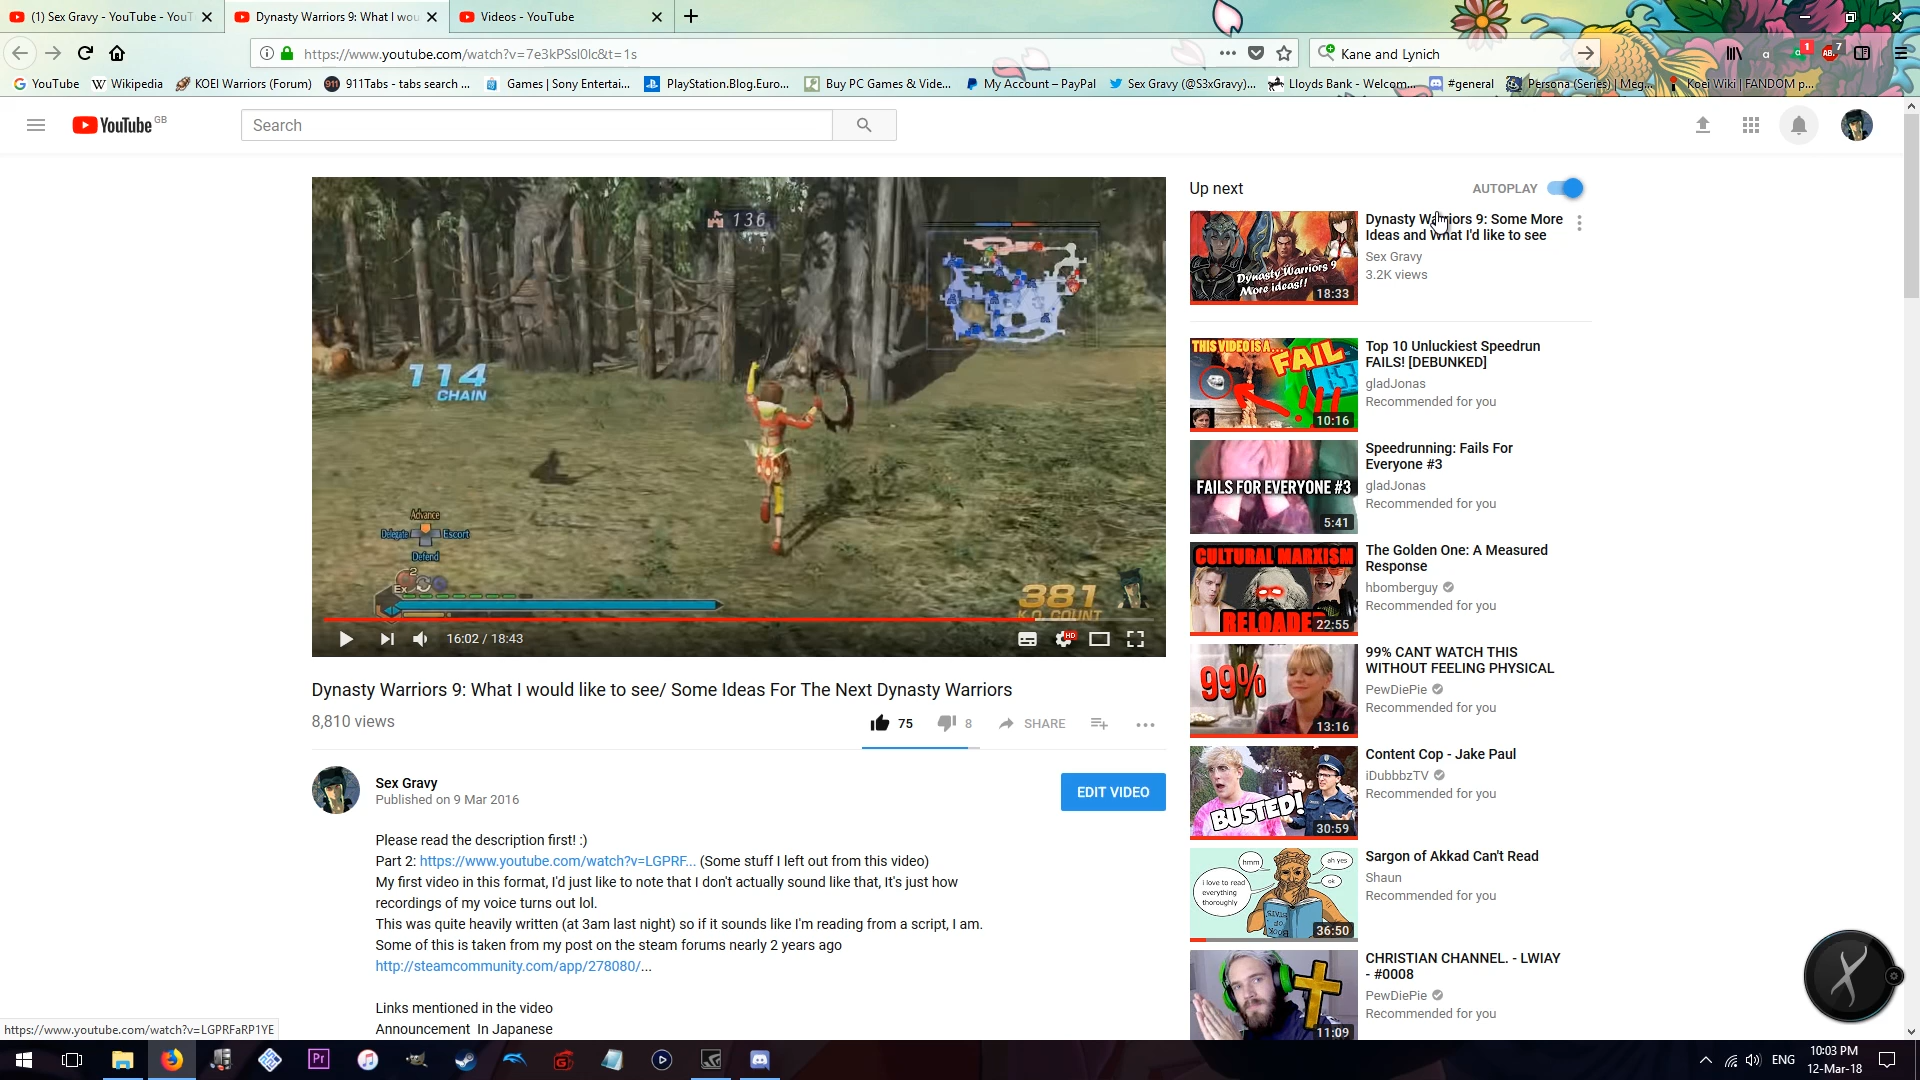 (1) Sex Gravy - YouTube - YouT
Dynasty Warriors 9: What I wou
Videos - YouTube
https://www.youtube.com/watch?v=7e3kPSsl0lc&t=1s
Kane and Lynich
YouTube
Wikipedia
KOEI Warriors (Forum)
911Tabs - tabs search ...
Games | Sony Entertai...
PlayStation.Blog.Euro...
Buy PC Games & Vide...
My Account – PayPal
Sex Gravy (@S3xGravy)...
Lloyds Bank - Welcom...
#general
Persona (Series) | Meg...
Koei Wiki | FANDOM p...
YouTube GB
Search
136
114
CHAIN
Advance
Delegate
Escort
Defend
Ex
2
381
K.O. COUNT
16:02 / 18:43
HD
Dynasty Warriors 9: What I would like to see/ Some Ideas For The Next Dynasty Warriors
8,810 views
75
8
SHARE
Sex Gravy
Published on 9 Mar 2016
EDIT VIDEO
Please read the description first! :)
Part 2: https://www.youtube.com/watch?v=LGPRF... (Some stuff I left out from this video)
My first video in this format, I'd just like to note that I don't actually sound like that, It's just how
recordings of my voice turns out lol.
This was quite heavily written (at 3am last night) so if it sounds like I'm reading from a script, I am.
Some of this is taken from my post on the steam forums nearly 2 years ago
http://steamcommunity.com/app/278080/...
Links mentioned in the video
Announcement In Japanese
Up next
AUTOPLAY
Dynasty Warriors 9
More ideas!!
18:33
Dynasty Warriors 9: Some More
Ideas and What I'd like to see
Sex Gravy
3.2K views
THIS VIDEO IS A...
FAIL
1:53
!!!
10:16
Top 10 Unluckiest Speedrun
FAILS! [DEBUNKED]
gladJonas
Recommended for you
FAILS FOR EVERYONE #3
5:41
Speedrunning: Fails For
Everyone #3
gladJonas
Recommended for you
CULTURAL MARXISM
RELOADED
22:55
The Golden One: A Measured
Response
hbomberguy
Recommended for you
99%
13:16
99% CANT WATCH THIS
WITHOUT FEELING PHYSICAL
PewDiePie
Recommended for you
BUSTED!
30:59
Content Cop - Jake Paul
iDubbbzTV
Recommended for you
hmm
ah yes
ok
i love to read
everything
thoroughly
36:50
Sargon of Akkad Can't Read
Shaun
Recommended for you
11:09
CHRISTIAN CHANNEL. - LWIAY
- #0008
PewDiePie
Recommended for you
https://www.youtube.com/watch?v=LGPRFaRP1YE
Pr
ENG
10:03 PM
12-Mar-18